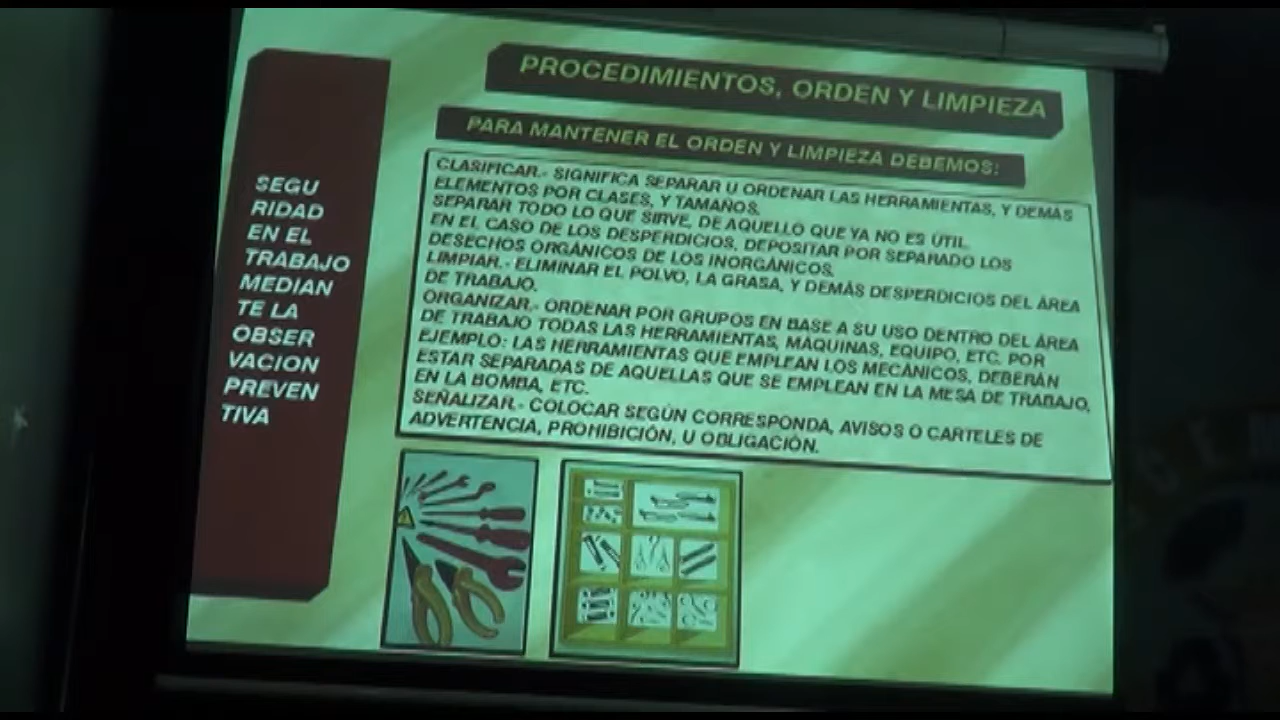 PROCEDIMIENTOS, ORDEN Y LIMPIEZA
PARA MANTENER EL ORDEN Y LIMPIEZA DEBEMOS:
SEGU
RIDAD
EN EL
TRABAJO
MEDIAN
TE LA
OBSER
VACION
PREVEN
TIVA
CLASIFICAR.- SIGNIFICA SEPARAR U ORDENAR LAS HERRAMIENTAS, Y DEMÁS
ELEMENTOS POR CLASES, Y TAMAÑOS.
SEPARAR TODO LO QUE SIRVE, DE AQUELLO QUE YA NO ES ÚTIL.
EN EL CASO DE LOS DESPERDICIOS, DEPOSITAR POR SEPARADO LOS
DESECHOS ORGÁNICOS DE LOS INORGÁNICOS.
LIMPIAR.- ELIMINAR EL POLVO, LA GRASA, Y DEMÁS DESPERDICIOS DEL ÁREA
DE TRABAJO.
ORGANIZAR.- ORDENAR POR GRUPOS EN BASE A SU USO DENTRO DEL ÁREA
DE TRABAJO TODAS LAS HERRAMIENTAS, MÁQUINAS, EQUIPO, ETC. POR
EJEMPLO: LAS HERRAMIENTAS QUE EMPLEAN LOS MECÁNICOS, DEBERÁN
ESTAR SEPARADAS DE AQUELLAS QUE SE EMPLEAN EN LA MESA DE TRABAJO,
EN LA BOMBA, ETC.
SEÑALIZAR.- COLOCAR SEGÚN CORRESPONDA, AVISOS O CARTELES DE
ADVERTENCIA, PROHIBICIÓN, U OBLIGACIÓN.